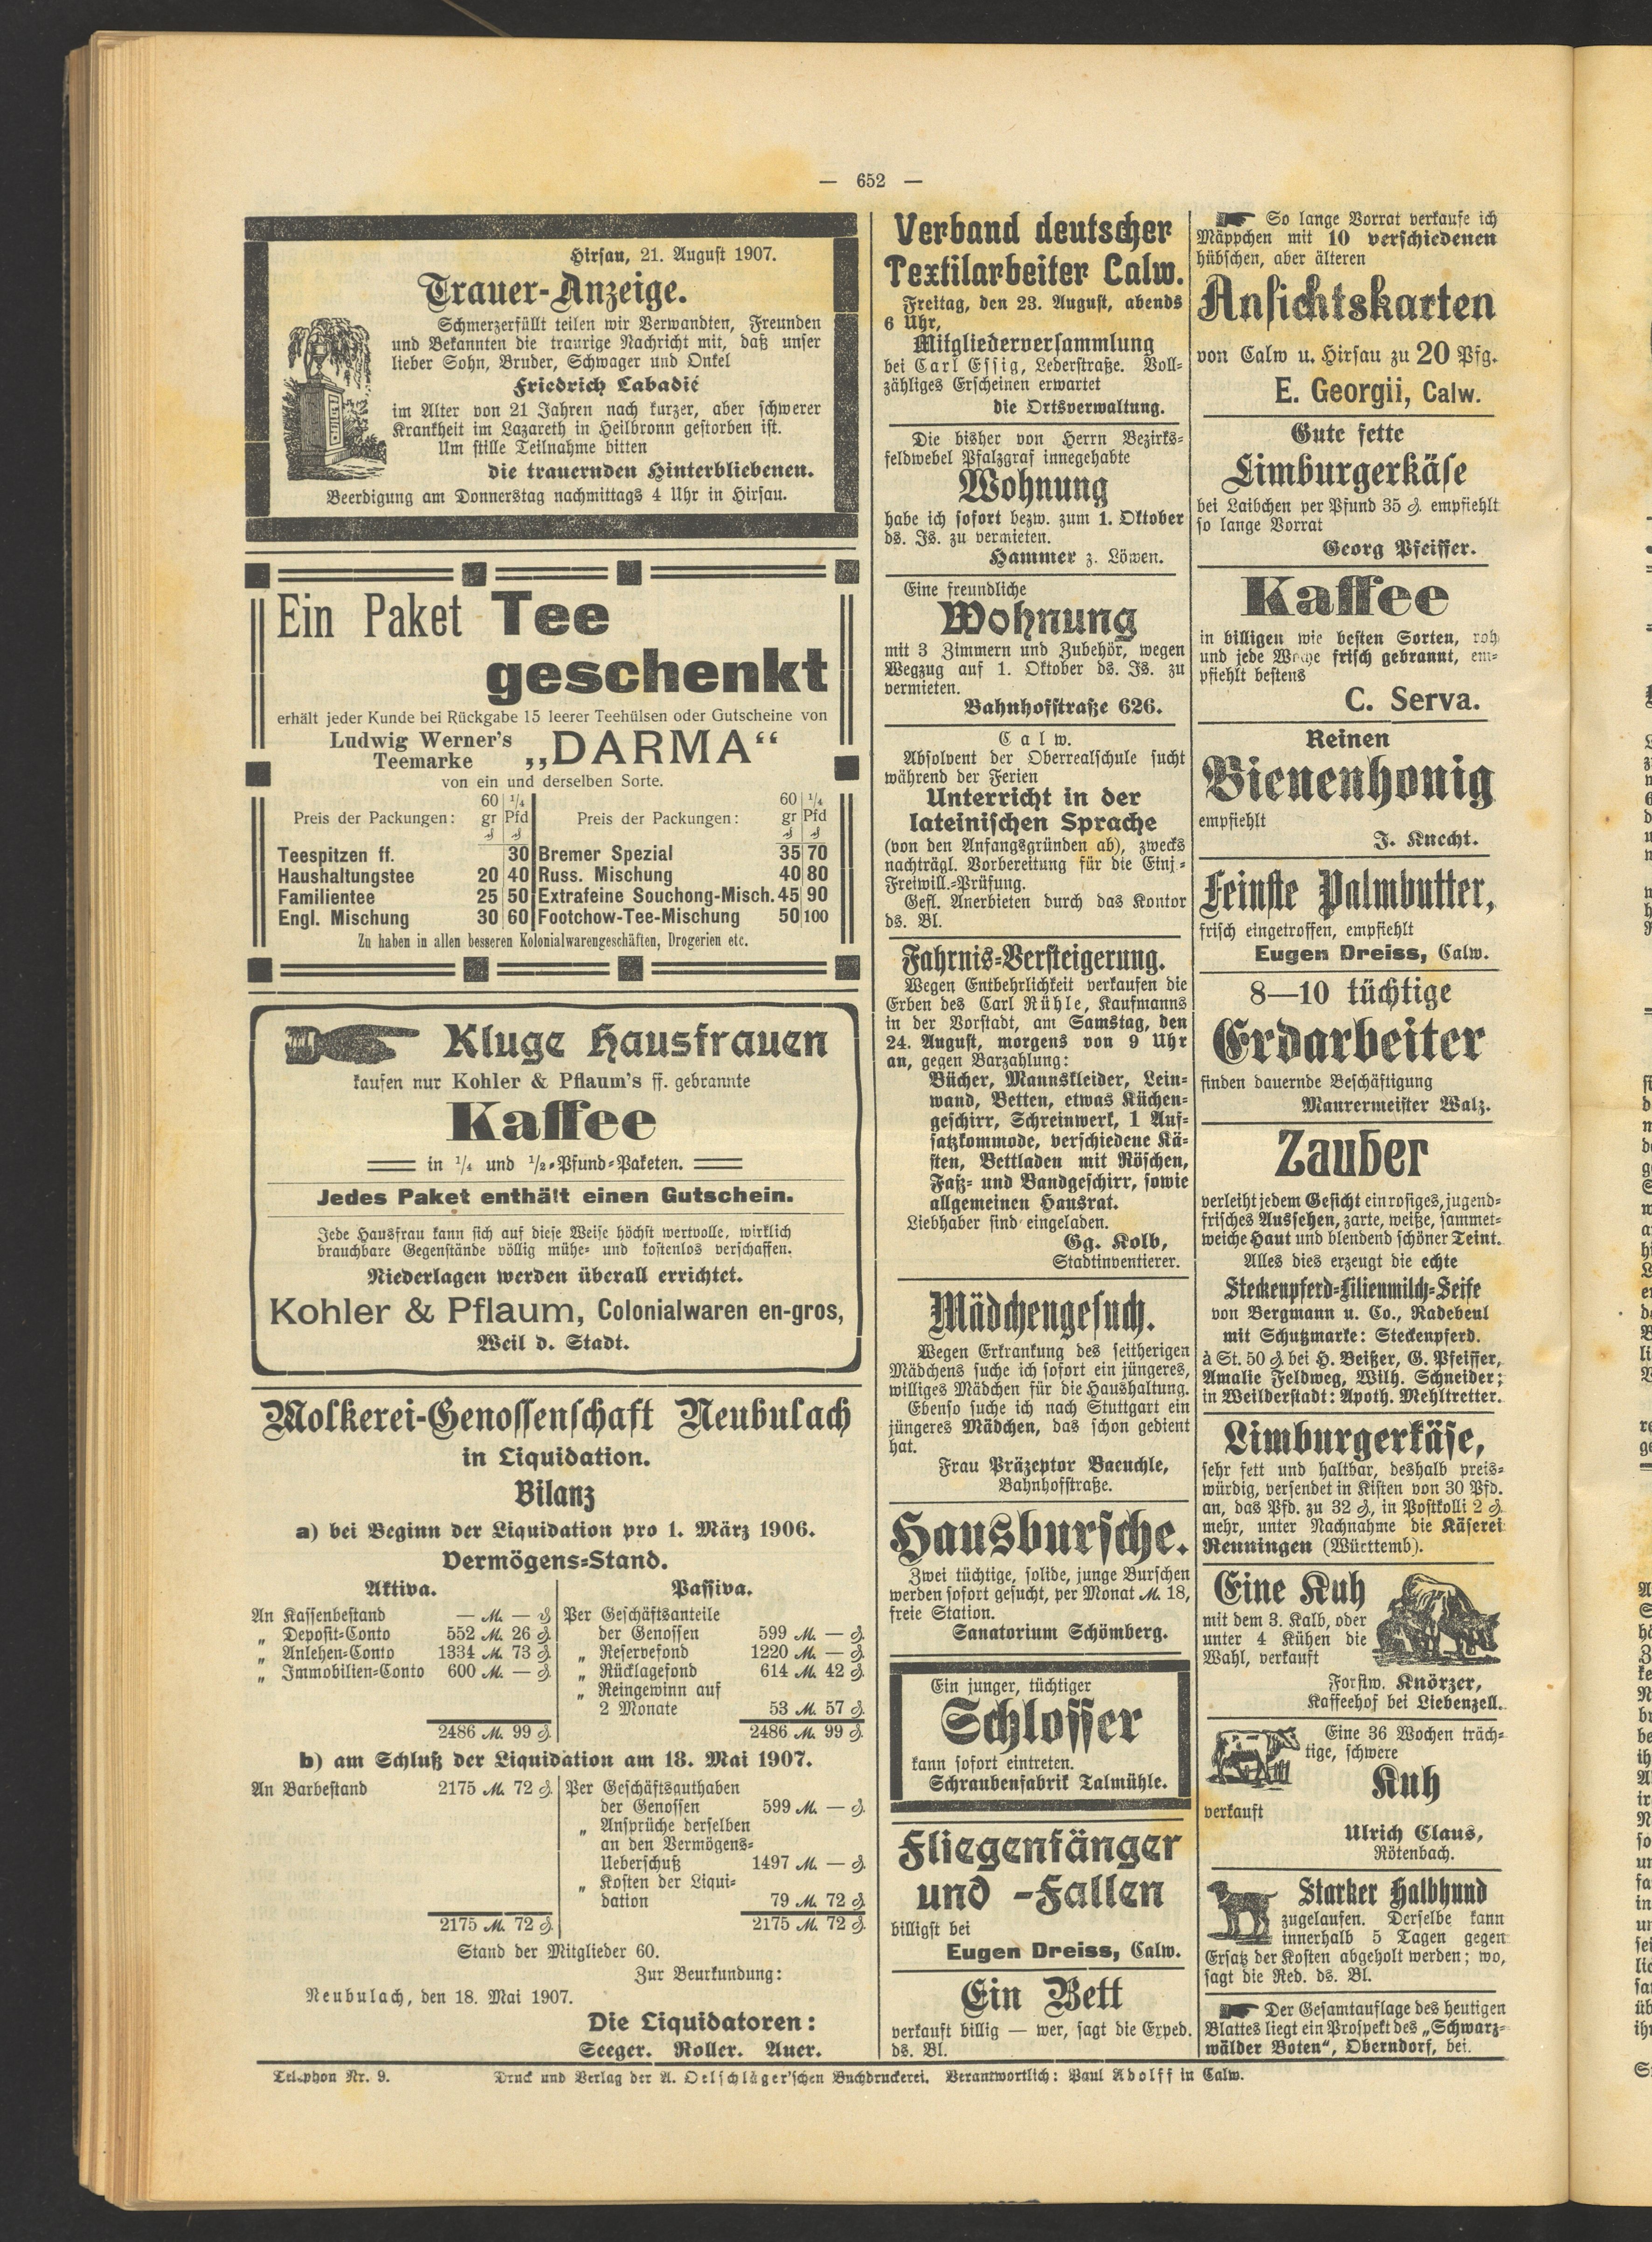 — 652 —
Hirsau, 21. August 1907.
Trauer-Anzeige.
Schmerzerfüllt teilen wir Verwandten, Freunden
und Bekannten die traurige Nachricht mit, daß unser
lieber Sohn, Bruder, Schwager und Onkel
Friedrich Labadié
im Alter von 21 Jahren nach kurzer, aber schwerer
Krankheit im Lazareth in Heilbronn gestorben ist.
Um stille Teilnahme bitten
die trauernden Hinterbliebenen.
Beerdigung am Donnerstag nachmittags 4 Uhr in Hirsau.
Ein Paket Tee
geschenkt
erhält jeder Kunde bei Rückgabe 15 leerer Teehülsen oder Gutscheine von
Ludwig Werner's
Teemarke „DARMA“
von ein und derselben Sorte.
60 1/4 60 1/4
Preis der Packungen: gr Pfd Preis der Packungen: gr Pfd
₰ ₰ ₰ ₰
Teespitzen ff. 30 Bremer Spezial 35 70
Haushaltungstee 20 40 Russ. Mischung 40 80
Familientee 25 50 Extrafeine Souchong-Misch. 45 90
Engl. Mischung 30 60 Footchow-Tee-Mischung 50 100
Zu haben in allen besseren Kolonialwarengeschäften, Drogerien etc.
Kluge Hausfrauen
kaufen nur Kohler & Pflaum's ff. gebrannte
Kaffee
in 1/4 und 1/2-Pfund-Paketen.
Jedes Paket enthält einen Gutschein.
Jede Hausfrau kann sich auf diese Weise höchst wertvolle, wirklich
brauchbare Gegenstände völlig mühe- und kostenlos verschaffen.
Niederlagen werden überall errichtet.
Kohler & Pflaum, Colonialwaren en-gros,
Weil d. Stadt.
Molkerei-Genossenschaft Neubulach
in Liquidation.
Bilanz
a) bei Beginn der Liquidation pro 1. März 1906.
Vermögens-Stand.
Aktiva. Passiva.
An Kassenbestand — M. — ₰ Per Geschäftsanteile
„ Deposit-Conto 552 M. 26 ₰ der Genossen 599 M. — ₰
„ Anlehen-Conto 1334 M. 73 ₰ „ Reservefond 1220 M. — ₰
„ Immobilien-Conto 600 M. — ₰ „ Rücklagefond 614 M. 42 ₰
„ Reingewinn auf
2 Monate 53 M. 57 ₰
2486 M. 99 ₰ 2486 M. 99 ₰
b) am Schluß der Liquidation am 18. Mai 1907.
An Barbestand 2175 M. 72 ₰ Per Geschäftsguthaben
der Genossen 599 M. — ₰
„ Ansprüche derselben
an den Vermögens-
Ueberschuß 1497 M. — ₰
„ Kosten der Liqui-
dation 79 M. 72 ₰
2175 M. 72 ₰ 2175 M. 72 ₰
Stand der Mitglieder 60.
Zur Beurkundung:
Neubulach, den 18. Mai 1907.
Die Liquidatoren:
Seeger. Roller. Auer.
Verband deutscher
Textilarbeiter Calw.
Freitag, den 23. August, abends
6 Uhr,
Mitgliederversammlung
bei Carl Essig, Lederstraße. Voll-
zähliges Erscheinen erwartet
die Ortsverwaltung.
Die bisher von Herrn Bezirks-
feldwebel Pfalzgraf innegehabte
Wohnung
habe ich sofort bezw. zum 1. Oktober
ds. Js. zu vermieten.
Hammer z. Löwen.
Eine freundliche
Wohnung
mit 3 Zimmern und Zubehör, wegen
Wegzug auf 1. Oktober ds. Js. zu
vermieten.
Bahnhofstraße 626.
Calw.
Absolvent der Oberrealschule sucht
während der Ferien
Unterricht in der
lateinischen Sprache
(von den Anfangsgründen ab), zwecks
nachträgl. Vorbereitung für die Einj.-
Freiwill.-Prüfung.
Gefl. Anerbieten durch das Kontor
ds. Bl.
Fahrnis-Versteigerung.
Wegen Entbehrlichkeit verkaufen die
Erben des Carl Rühle, Kaufmanns
in der Vorstadt, am Samstag, den
24. August, morgens von 9 Uhr
an, gegen Barzahlung:
Bücher, Mannskleider, Lein-
wand, Betten, etwas Küchen-
geschirr, Schreinwerk, 1 Auf-
satzkommode, verschiedene Kä-
sten, Bettladen mit Röschen,
Faß- und Bandgeschirr, sowie
allgemeinen Hausrat.
Liebhaber sind eingeladen.
Gg. Kolb,
Stadtinventierer.
Mädchengesuch.
Wegen Erkrankung des seitherigen
Mädchens suche ich sofort ein jüngeres,
williges Mädchen für die Haushaltung.
Ebenso suche ich nach Stuttgart ein
jüngeres Mädchen, das schon gedient
hat.
Frau Präzeptor Baeuchle,
Bahnhofstraße.
Hausbursche.
Zwei tüchtige, solide, junge Burschen
werden sofort gesucht, per Monat M. 18,
freie Station.
Sanatorium Schömberg.
Ein junger, tüchtiger
Schlosser
kann sofort eintreten.
Schraubenfabrik Talmühle.
Fliegenfänger
und -Fallen
billigst bei
Eugen Dreiss, Calw.
Ein Bett
verkauft billig — wer, sagt die Exped.
ds. Bl.
So lange Vorrat verkaufe ich
Mäppchen mit 10 verschiedenen
hübschen, aber älteren
Ansichtskarten
von Calw u. Hirsau zu 20 Pfg.
E. Georgii, Calw.
Gute fette
Limburgerkäse
bei Laibchen per Pfund 35 ₰ empfiehlt
so lange Vorrat
Georg Pfeiffer.
Kaffee
in billigen wie besten Sorten, roh
und jede Woche frisch gebrannt, em-
pfiehlt bestens
C. Serva.
Reinen
Bienenhonig
empfiehlt
J. Knecht.
Feinste Palmbutter,
frisch eingetroffen, empfiehlt
Eugen Dreiss, Calw.
8—10 tüchtige
Erdarbeiter
finden dauernde Beschäftigung
Maurermeister Walz.
Zauber
verleiht jedem Gesicht ein rosiges, jugend-
frisches Aussehen, zarte, weiße, sammet-
weiche Haut und blendend schöner Teint.
Alles dies erzeugt die echte
Steckenpferd-Lilienmilch-Seife
von Bergmann u. Co., Radebeul
mit Schutzmarke: Steckenpferd.
à St. 50 ₰ bei H. Beißer, G. Pfeiffer,
Amalie Feldweg, Wilh. Schneider;
in Weilderstadt: Apoth. Mehltretter.
Limburgerkäse,
sehr fett und haltbar, deshalb preis-
würdig, versendet in Kisten von 30 Pfd.
an, das Pfd. zu 32 ₰, in Postkolli 2 ₰
mehr, unter Nachnahme die Käserei
Renningen (Württemb).
Eine Kuh
mit dem 3. Kalb, oder
unter 4 Kühen die
Wahl, verkauft
Forstw. Knörzer,
Kaffeehof bei Liebenzell.
Eine 36 Wochen träch-
tige, schwere
Kuh
verkauft
Ulrich Claus,
Rötenbach.
Starker Halbhund
zugelaufen. Derselbe kann
innerhalb 5 Tagen gegen
Ersatz der Kosten abgeholt werden; wo,
sagt die Red. ds. Bl.
Der Gesamtauflage des heutigen
Blattes liegt ein Prospekt des „Schwarz-
wälder Boten“, Oberndorf, bei.
Telephon Nr. 9. Druck und Verlag der A. Oelschläger'schen Buchdruckerei. Verantwortlich: Paul Adolff in Calw.